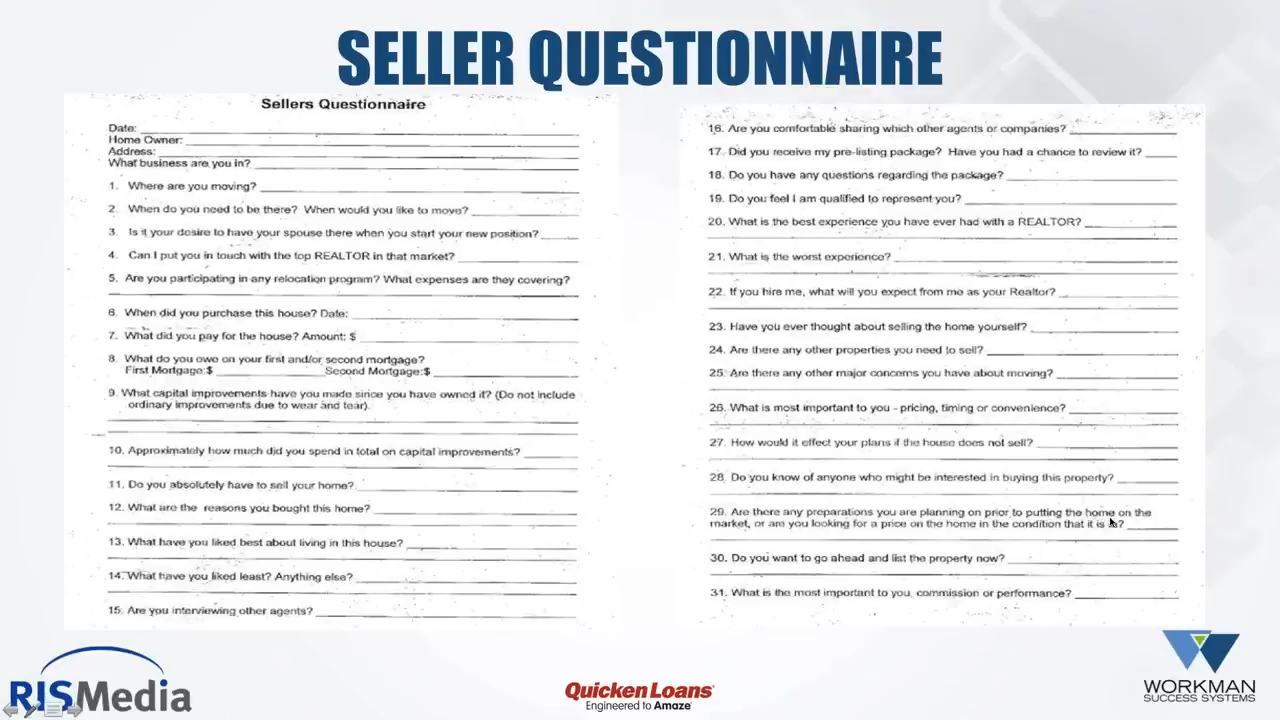 SELLER QUESTIONNAIRE
Sellers Questionnaire
Date:
Home Owner:
Address:
What business are you in?
1. Where are you moving?
2. When do you need to be there? When would you like to move?
3. Is it your desire to have your spouse there when you start your new position?
4. Can I put you in touch with the top REALTOR in that market?
5. Are you participating in any relocation program? What expenses are they covering?
6. When did you purchase this house? Date:
7. What did you pay for the house? Amount: $
8. What do you owe on your first and/or second mortgage?
First Mortgage:$ Second Mortgage:$
9. What capital improvements have you made since you have owned it? (Do not include
ordinary improvements due to wear and tear).
10. Approximately how much did you spend in total on capital improvements?
11. Do you absolutely have to sell your home?
12. What are the reasons you bought this home?
13. What have you liked best about living in this house?
14. What have you liked least? Anything else?
15. Are you interviewing other agents?
16. Are you comfortable sharing which other agents or companies?
17. Did you receive my pre-listing package? Have you had a chance to review it?
18. Do you have any questions regarding the package?
19. Do you feel I am qualified to represent you?
20. What is the best experience you have ever had with a REALTOR?
21. What is the worst experience?
22. If you hire me, what will you expect from me as your Realtor?
23. Have you ever thought about selling the home yourself?
24. Are there any other properties you need to sell?
25. Are there any other major concerns you have about moving?
26. What is most important to you - pricing, timing or convenience?
27. How would it effect your plans if the house does not sell?
28. Do you know of anyone who might be interested in buying this property?
29. Are there any preparations you are planning on prior to putting the home on the
market, or are you looking for a price on the home in the condition that it is in?
30. Do you want to go ahead and list the property now?
31. What is the most important to you, commission or performance?
RISMedia
Quicken Loans
Engineered to Amaze
WORKMAN
SUCCESS SYSTEMS